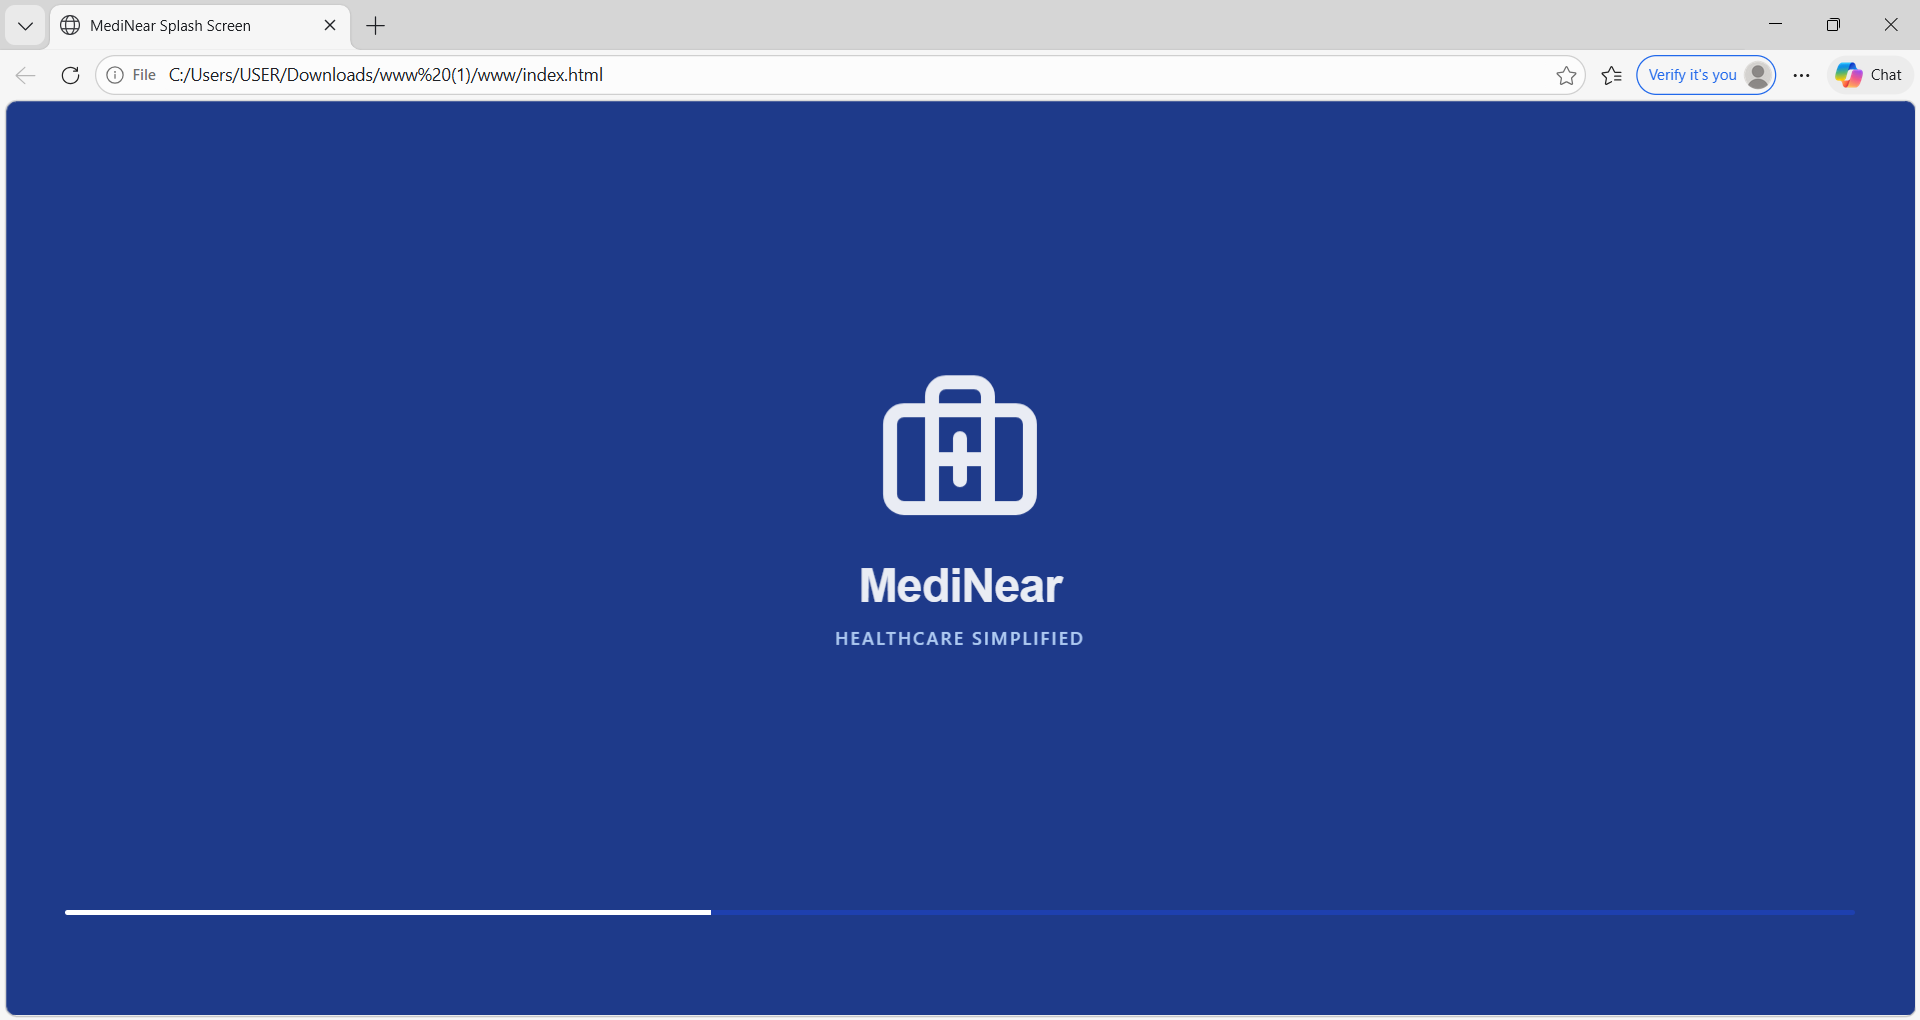 MediNear Splash Screen
File C:/Users/USER/Downloads/www%20(1)/www/index.html
Verify it's you
Chat
MediNear
HEALTHCARE SIMPLIFIED